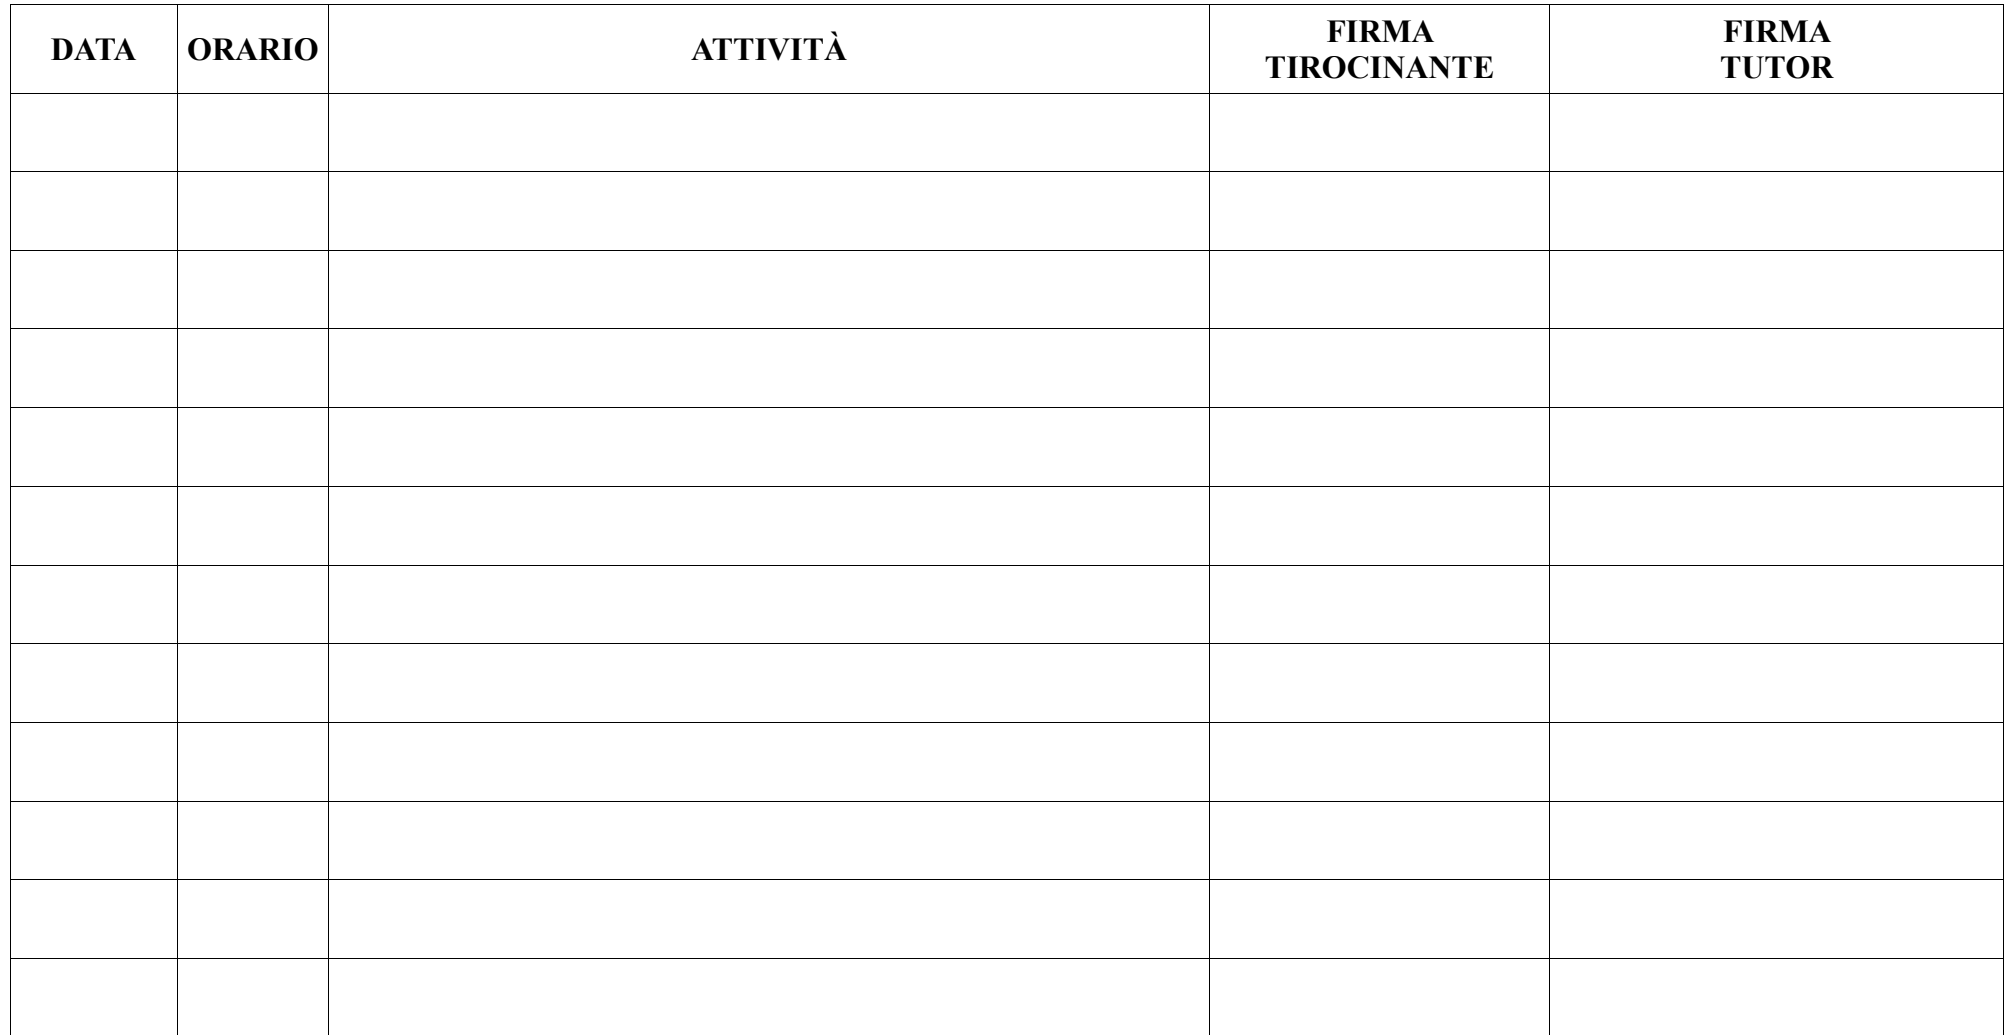 DATA
ORARIO
ATTIVITÀ
FIRMA
TIROCINANTE
FIRMA
TUTOR